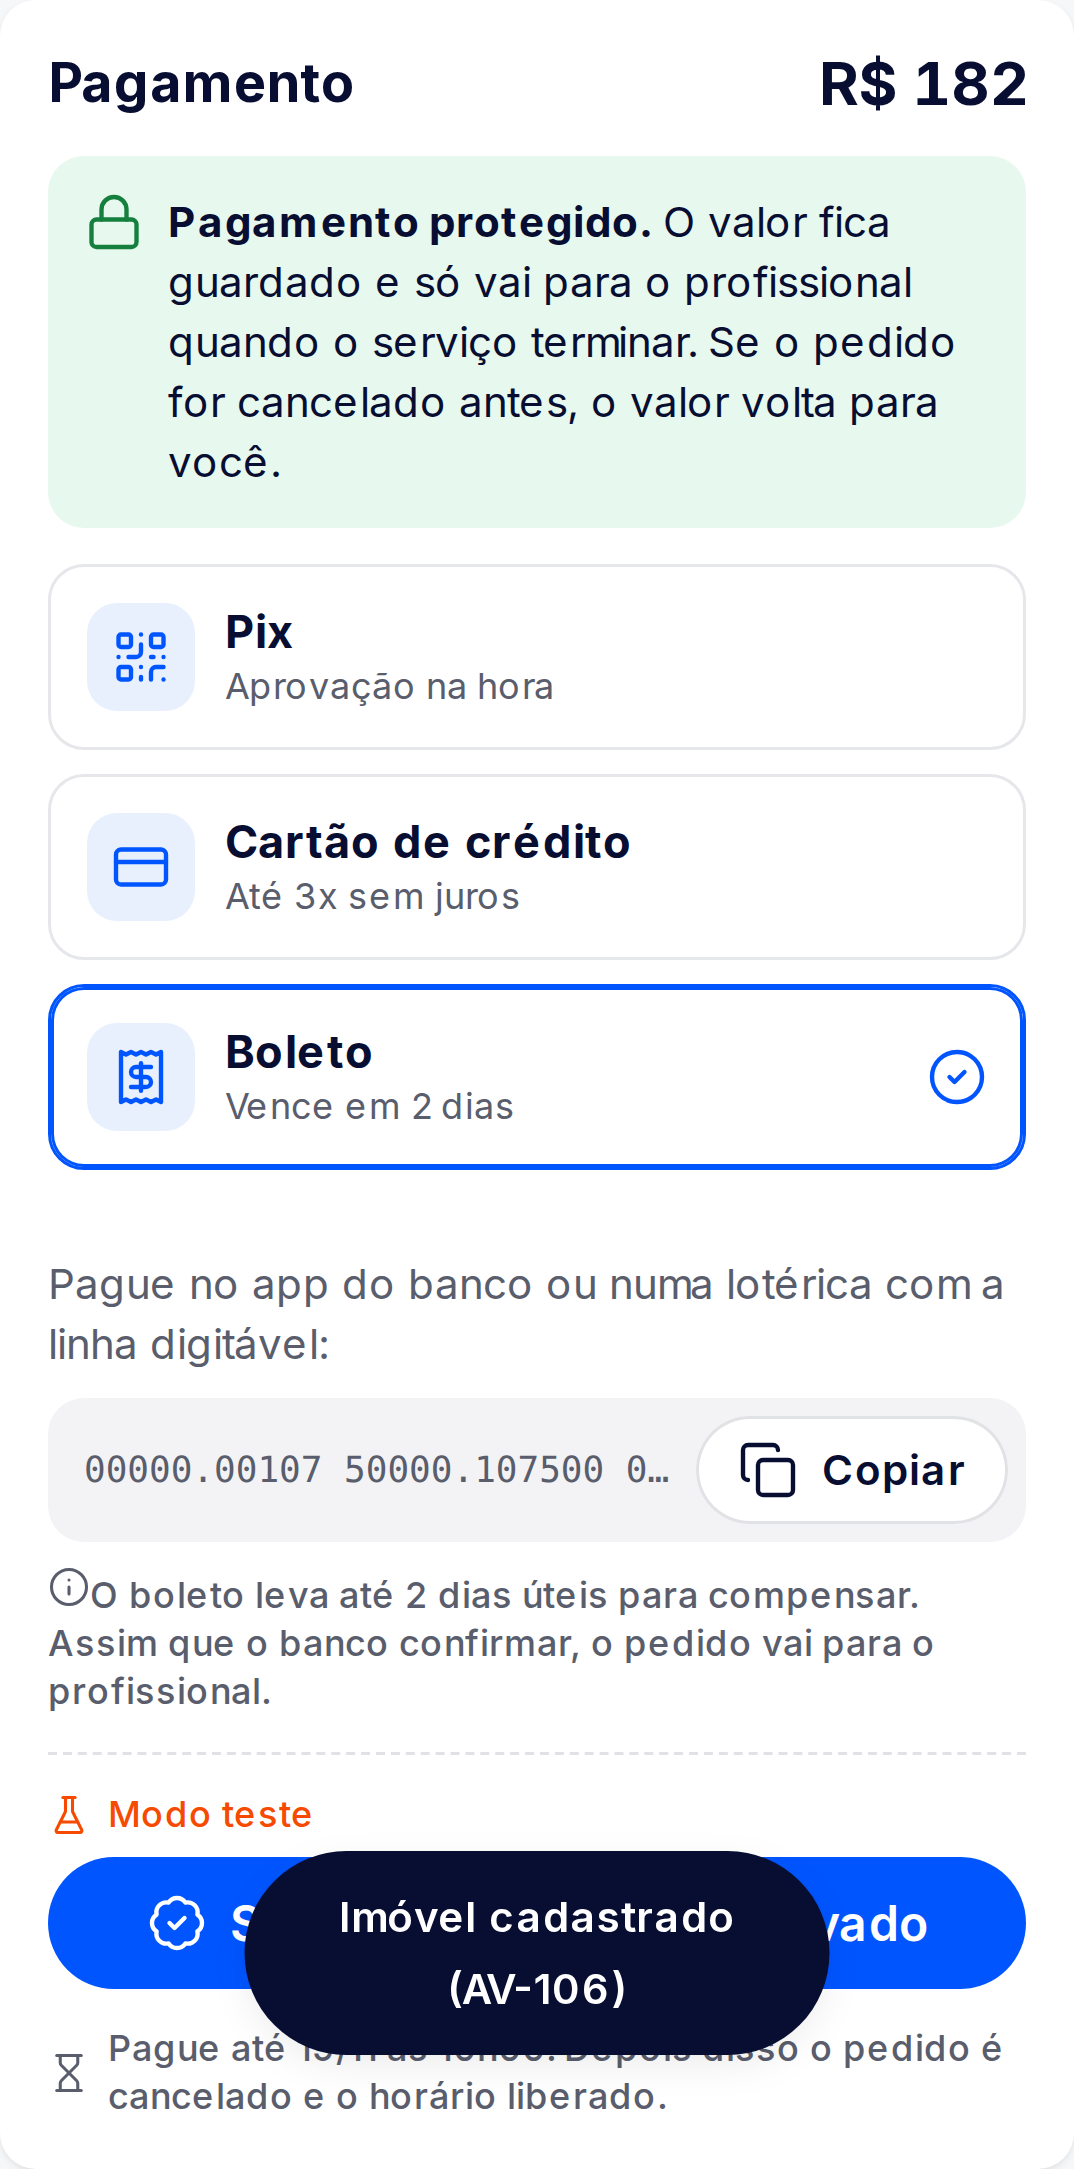 Pagamento
R$ 182
Pagamento protegido. O valor fica
guardado e só vai para o profissional
quando o serviço terminar. Se o pedido
for cancelado antes, o valor volta para
você.
Pix
Aprovação na hora
Cartão de crédito
Até 3x sem juros
Boleto
Vence em 2 dias
Pague no app do banco ou numa lotérica com a
linha digitável:
00000.00107 50000.107500 0…
Copiar
O boleto leva até 2 dias úteis para compensar.
Assim que o banco confirmar, o pedido vai para o
profissional.
Modo teste
Imóvel cadastrado
(AV-106)
Pague até
o pedido é
cancelado e o horário liberado.